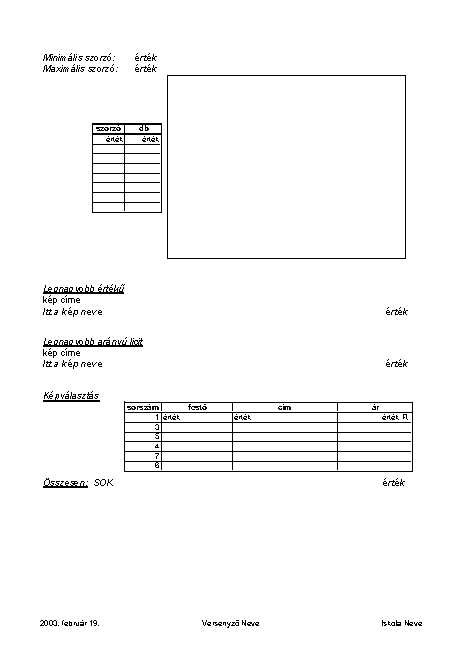 Minimális szorzó: érték
Maximális szorzó: érték
szorzó db
érték érték
Legnagyobb értékű
kép címe
Itt a kép neve érték
Legnagyobb arányú licit
kép címe
Itt a kép neve érték
Képválasztás
sorszám festő cím ár
1 érték érték érték Ft
3
5
4
7
6
Összesen: SOK érték
2003. február 19. Versenyző Neve Iskola Neve